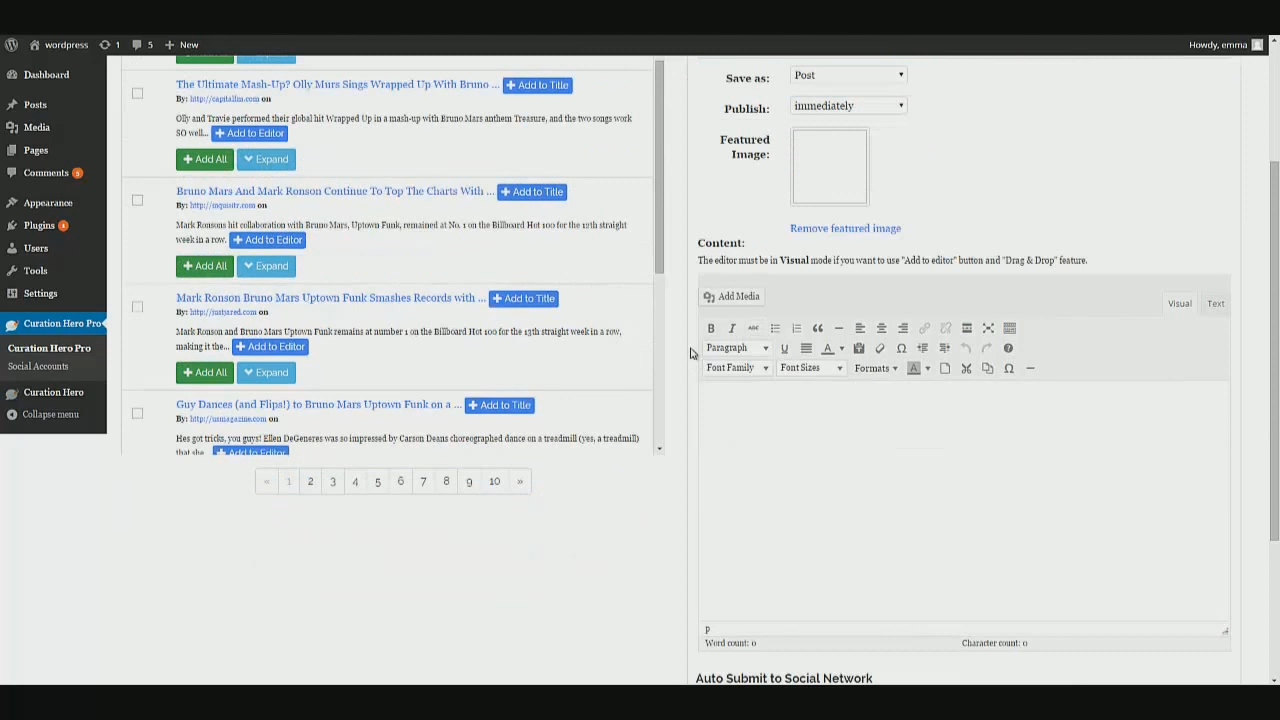 wordpress
1
5
New
Howdy, emma
Dashboard
Posts
Media
Pages
Comments 5
Appearance
Plugins 1
Users
Tools
Settings
Curation Hero Pro
Curation Hero Pro
Social Accounts
Curation Hero
Collapse menu
The Ultimate Mash-Up? Olly Murs Sings Wrapped Up With Bruno ... Add to Title
By: http://capitalfm.com on
Olly and Travie performed their global hit Wrapped Up in a mash-up with Bruno Mars anthem Treasure, and the two songs work
SO well... Add to Editor
Add All Expand
Bruno Mars And Mark Ronson Continue To Top The Charts With ... Add to Title
By: http://inquisitr.com on
Mark Ronsons hit collaboration with Bruno Mars, Uptown Funk, remained at No. 1 on the Billboard Hot 100 for the 12th straight
week in a row. Add to Editor
Add All Expand
Mark Ronson Bruno Mars Uptown Funk Smashes Records with ... Add to Title
By: http://justjared.com on
Mark Ronson and Bruno Mars Uptown Funk remains at number 1 on the Billboard Hot 100 for the 13th straight week in a row,
making it the... Add to Editor
Add All Expand
Guy Dances (and Flips!) to Bruno Mars Uptown Funk on a ... Add to Title
By: http://usmagazine.com on
Hes got tricks, you guys! Ellen DeGeneres was so impressed by Carson Deans choreographed dance on a treadmill (yes, a treadmill)
that she... Add to Editor
« 1 2 3 4 5 6 7 8 9 10 »
Save as: Post
Publish: immediately
Featured
Image:
Remove featured image
Content:
The editor must be in Visual mode if you want to use "Add to editor" button and "Drag & Drop" feature.
Add Media
Visual Text
B I ABC
Paragraph U A
Font Family Font Sizes Formats A
p
Word count: 0 Character count: 0
Auto Submit to Social Network